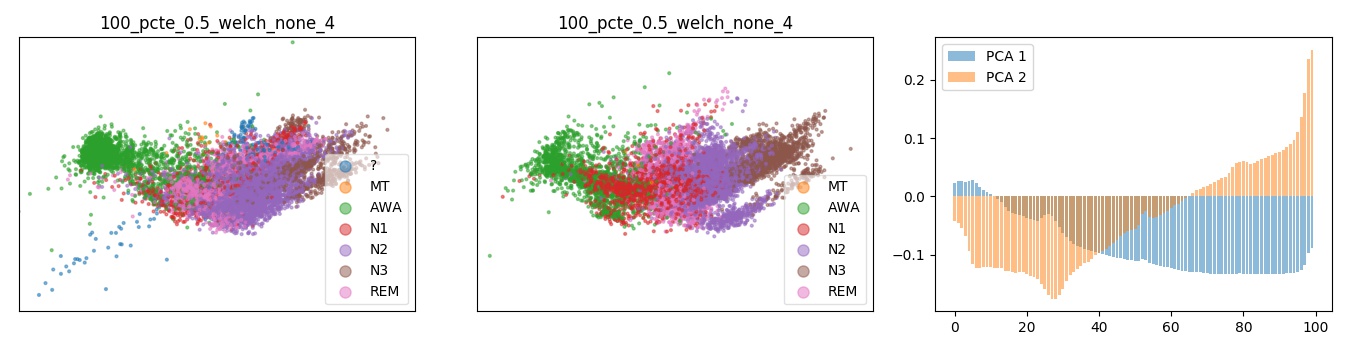 100_pcte_0.5_welch_none_4
?
MT
AWA
N1
N2
N3
REM
100_pcte_0.5_welch_none_4
MT
AWA
N1
N2
N3
REM
PCA 1
PCA 2
0.2
0.1
0.0
−0.1
0 20 40 60 80 100